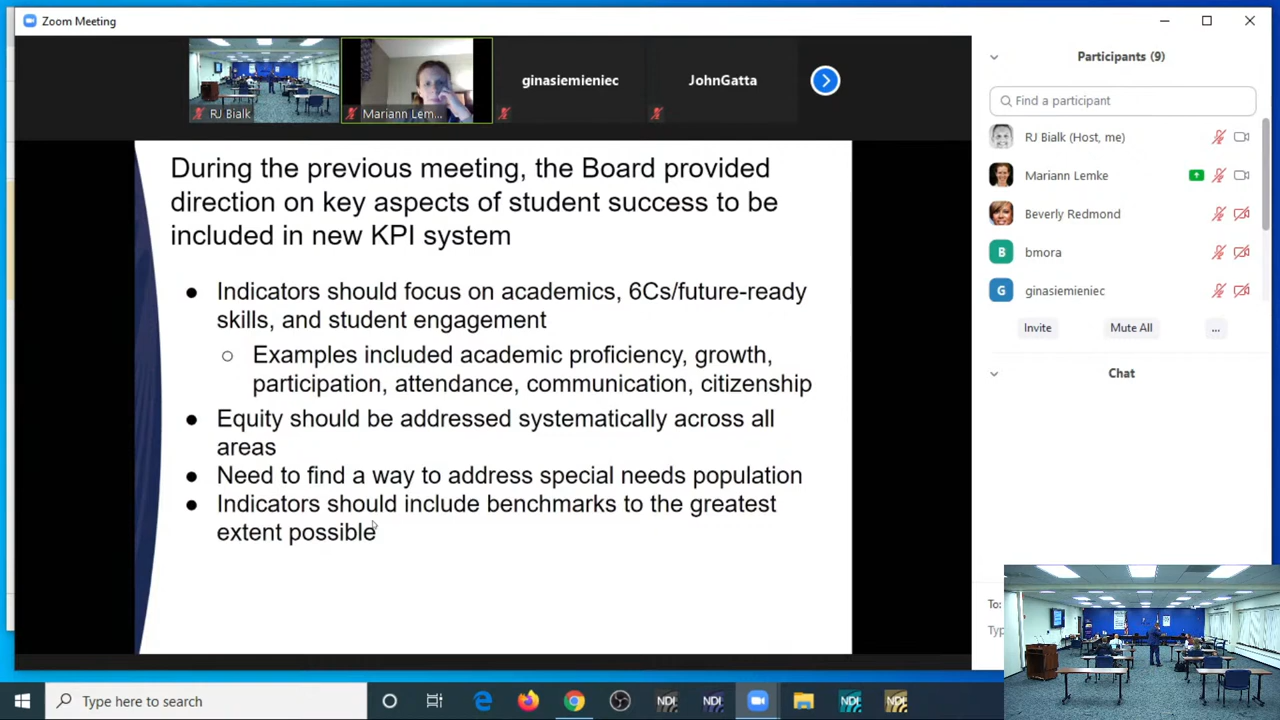 Zoom Meeting
RJ Bialk
Mariann Lem...
ginasiemieniec
JohnGatta
During the previous meeting, the Board provided
direction on key aspects of student success to be
included in new KPI system
● Indicators should focus on academics, 6Cs/future-ready
skills, and student engagement
○ Examples included academic proficiency, growth,
participation, attendance, communication, citizenship
● Equity should be addressed systematically across all
areas
● Need to find a way to address special needs population
● Indicators should include benchmarks to the greatest
extent possible
Participants (9)
Find a participant
RJ Bialk (Host, me)
Mariann Lemke
Beverly Redmond
B
bmora
G
ginasiemieniec
Invite
Mute All
...
Chat
To:
Typ
Type here to search
NDI
NDI
NDI
NDI